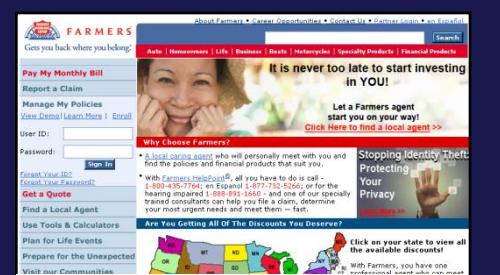 About Farmers • Career Opportunities • Contact Us • Partner Login • en Español
FARMERS
Gets you back where you belong.®
Search
Auto | Homeowners | Life | Business | Boats | Motorcycles | Specialty Products | Financial Products
Pay My Monthly Bill
Report a Claim
Manage My Policies
View Demo| Learn More | Enroll
User ID:
Password:
Sign In
Forgot Your ID?
Forgot Your Password?
Get a Quote
Find a Local Agent
Use Tools & Calculators
Plan for Life Events
Prepare for the Unexpected
Visit our Communities
It is never too late to start investing
in YOU!
Let a Farmers agent
start you on your way!
Click Here to find a local agent >>
Why Choose Farmers?
• A local caring agent who will personally meet with you and
find the policies and financial products that suit you.
• With Farmers HelpPoint®, all you have to do is call -
1-800-435-7764; en Espanol 1-877-732-5266; or for the
hearing impaired 1-888-891-1660 - and one of our specially
trained consultants can help you file a claim, determine
your most urgent needs and meet them — fast.
Stopping Identity Theft:
Protecting
Your
Privacy
Learn More >>
Are You Getting All Of The Discounts You Deserve?
WA
MT
ND
MN
OR
ID
SD
WI
WY
Click on your state to view all
the available discounts!
With Farmers, you have one
professional agent who can meet